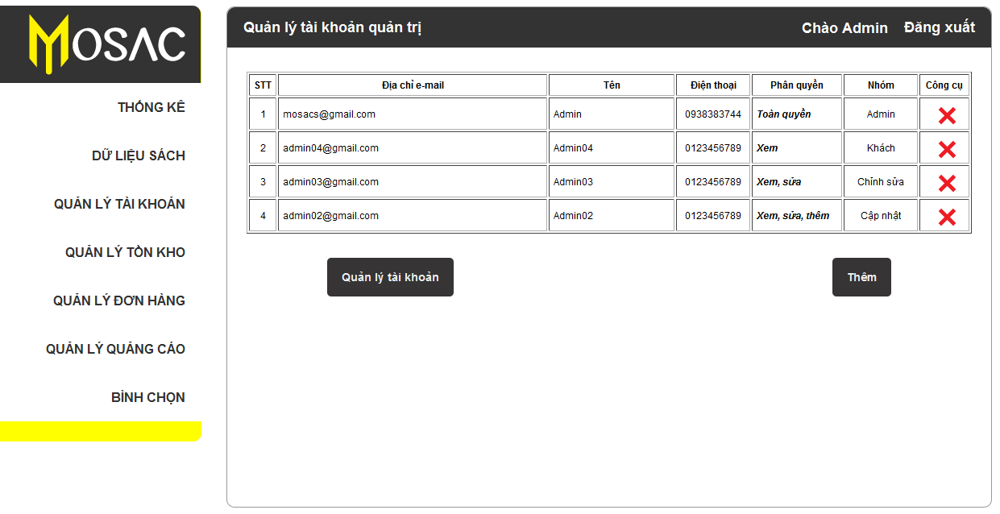 MOSAC
THỐNG KÊ
DỮ LIỆU SÁCH
QUẢN LÝ TÀI KHOẢN
QUẢN LÝ TỒN KHO
QUẢN LÝ ĐƠN HÀNG
QUẢN LÝ QUẢNG CÁO
BÌNH CHỌN
Quản lý tài khoản quản trị Chào Admin Đăng xuất
STT Địa chỉ e-mail Tên Điện thoại Phân quyền Nhóm Công cụ
1 mosacs@gmail.com Admin 0938383744 Toàn quyền Admin
2 admin04@gmail.com Admin04 0123456789 Xem Khách
3 admin03@gmail.com Admin03 0123456789 Xem, sửa Chỉnh sửa
4 admin02@gmail.com Admin02 0123456789 Xem, sửa, thêm Cập nhật
Quản lý tài khoản Thêm